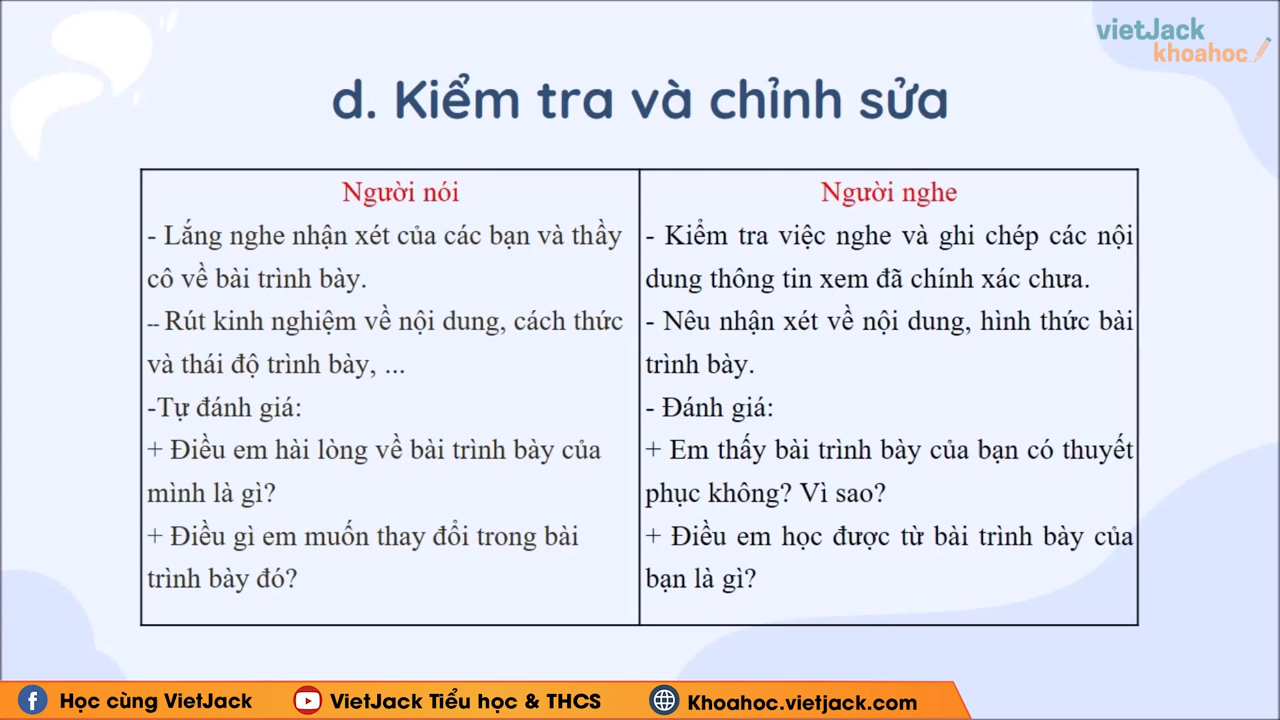 vietJack
khoahoc
d. Kiểm tra và chỉnh sửa
Người nói
- Lắng nghe nhận xét của các bạn và thầy
cô về bài trình bày.
-- Rút kinh nghiệm về nội dung, cách thức
và thái độ trình bày, ...
-Tự đánh giá:
+ Điều em hài lòng về bài trình bày của
mình là gì?
+ Điều gì em muốn thay đổi trong bài
trình bày đó?
Người nghe
- Kiểm tra việc nghe và ghi chép các nội
dung thông tin xem đã chính xác chưa.
- Nêu nhận xét về nội dung, hình thức bài
trình bày.
- Đánh giá:
+ Em thấy bài trình bày của bạn có thuyết
phục không? Vì sao?
+ Điều em học được từ bài trình bày của
bạn là gì?
Học cùng VietJack
VietJack Tiểu học & THCS
Khoahoc.vietjack.com